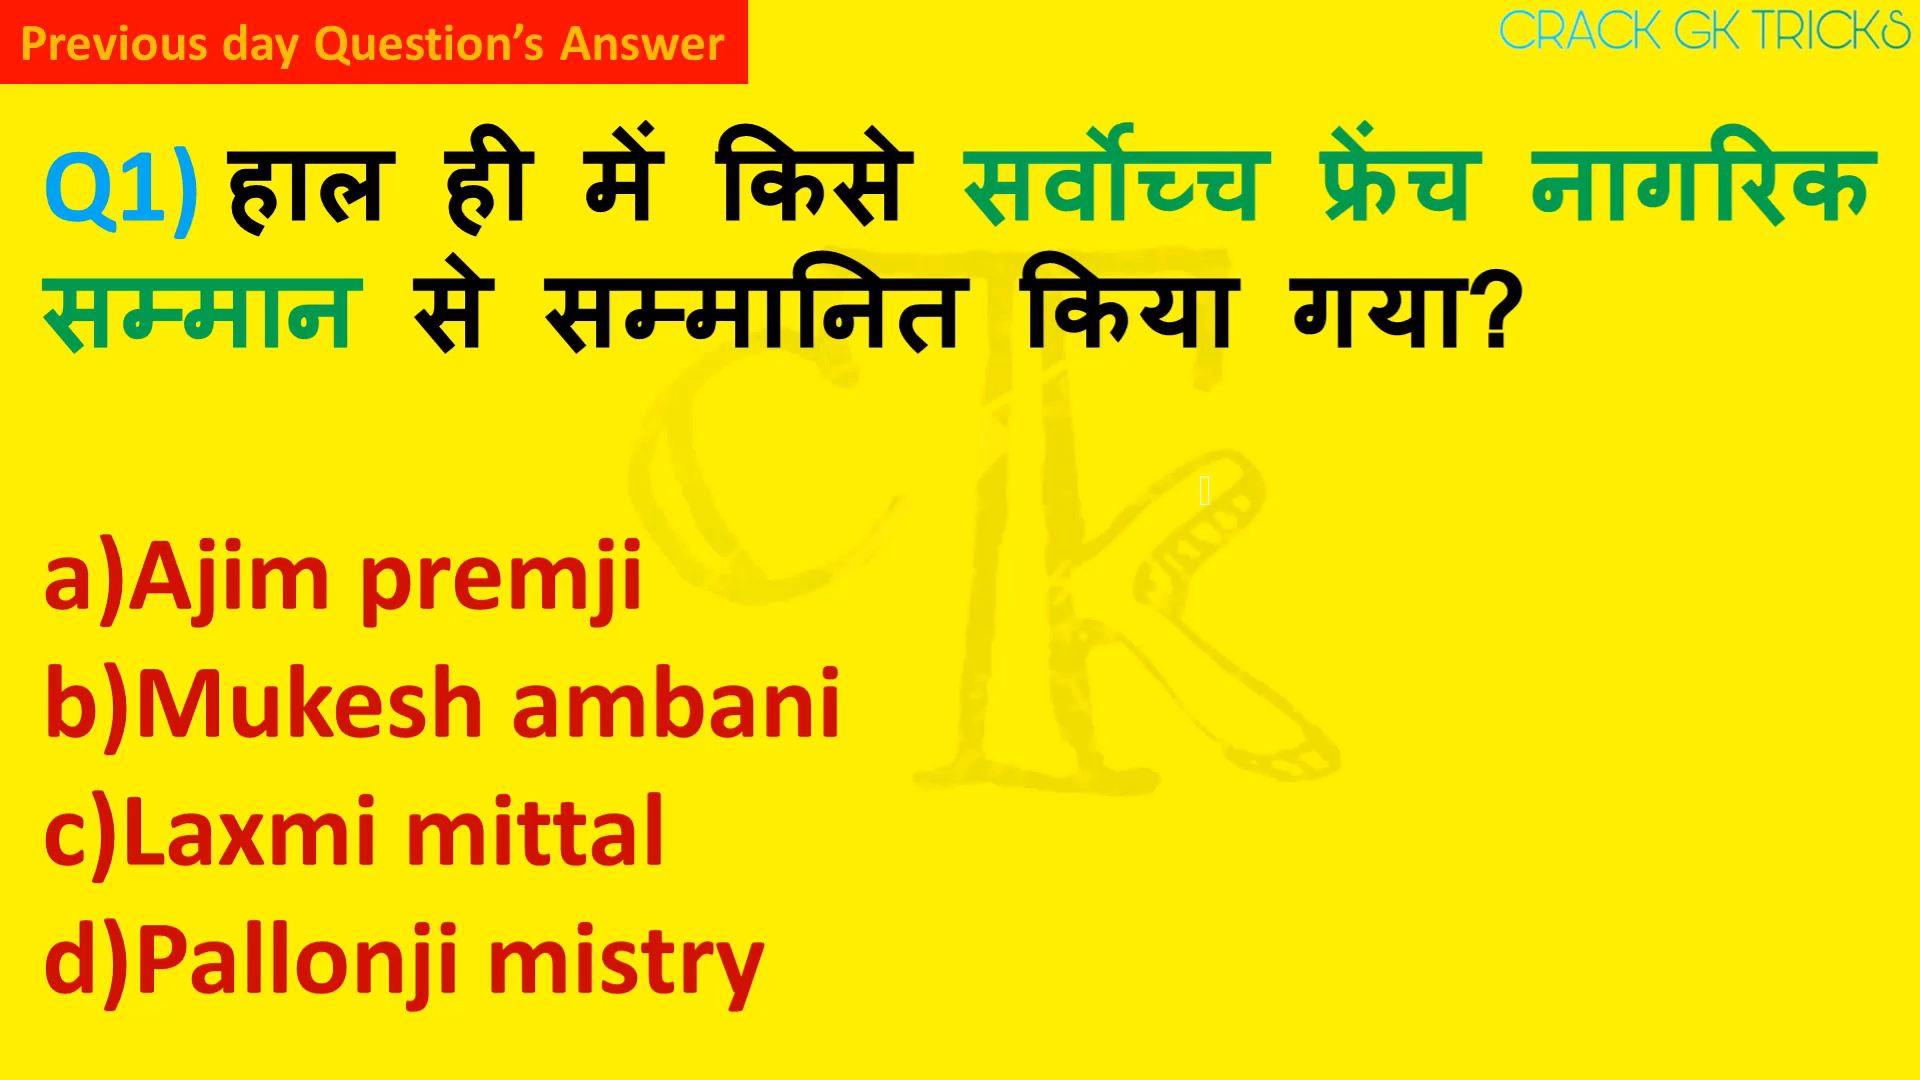 Previous day Question’s Answer
CRACK GK TRICKS
Q1) हाल ही में किसे सर्वोच्च फ्रेंच नागरिक
सम्मान से सम्मानित किया गया?
a)Ajim premji
b)Mukesh ambani
c)Laxmi mittal
d)Pallonji mistry
CTk